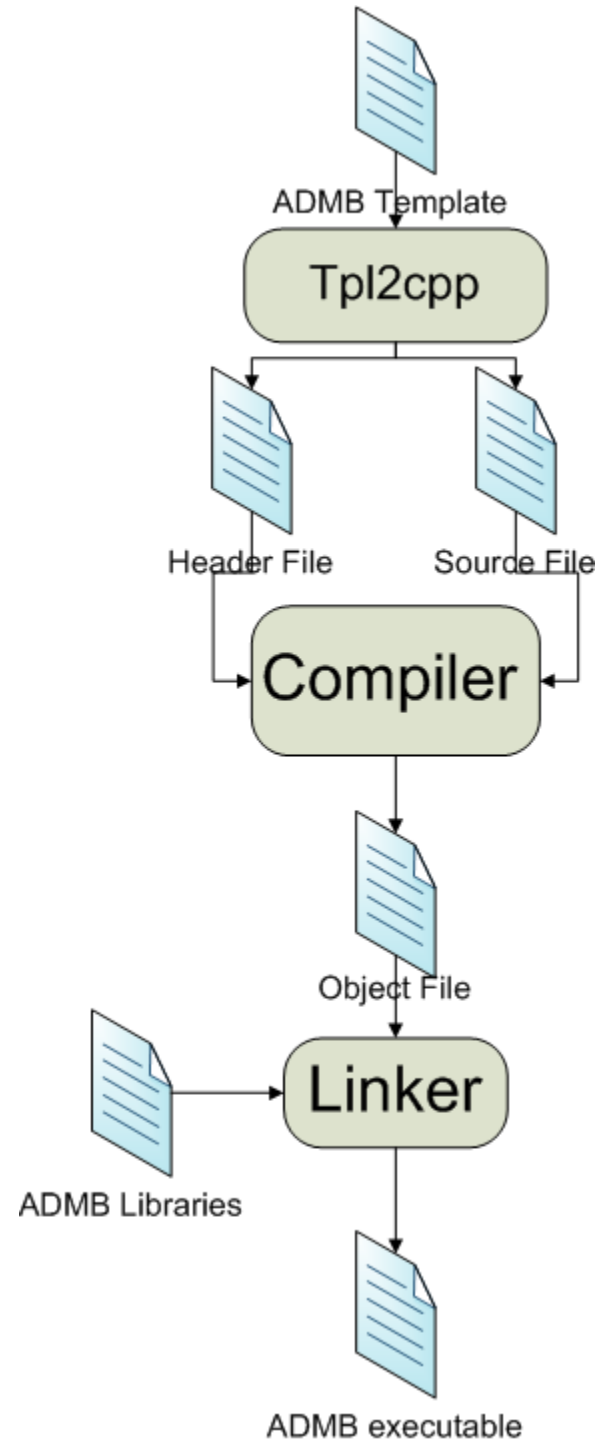 ADMB Template
Tpl2cpp
Header File
Source File
Compiler
Object File
Linker
ADMB Libraries
ADMB executable